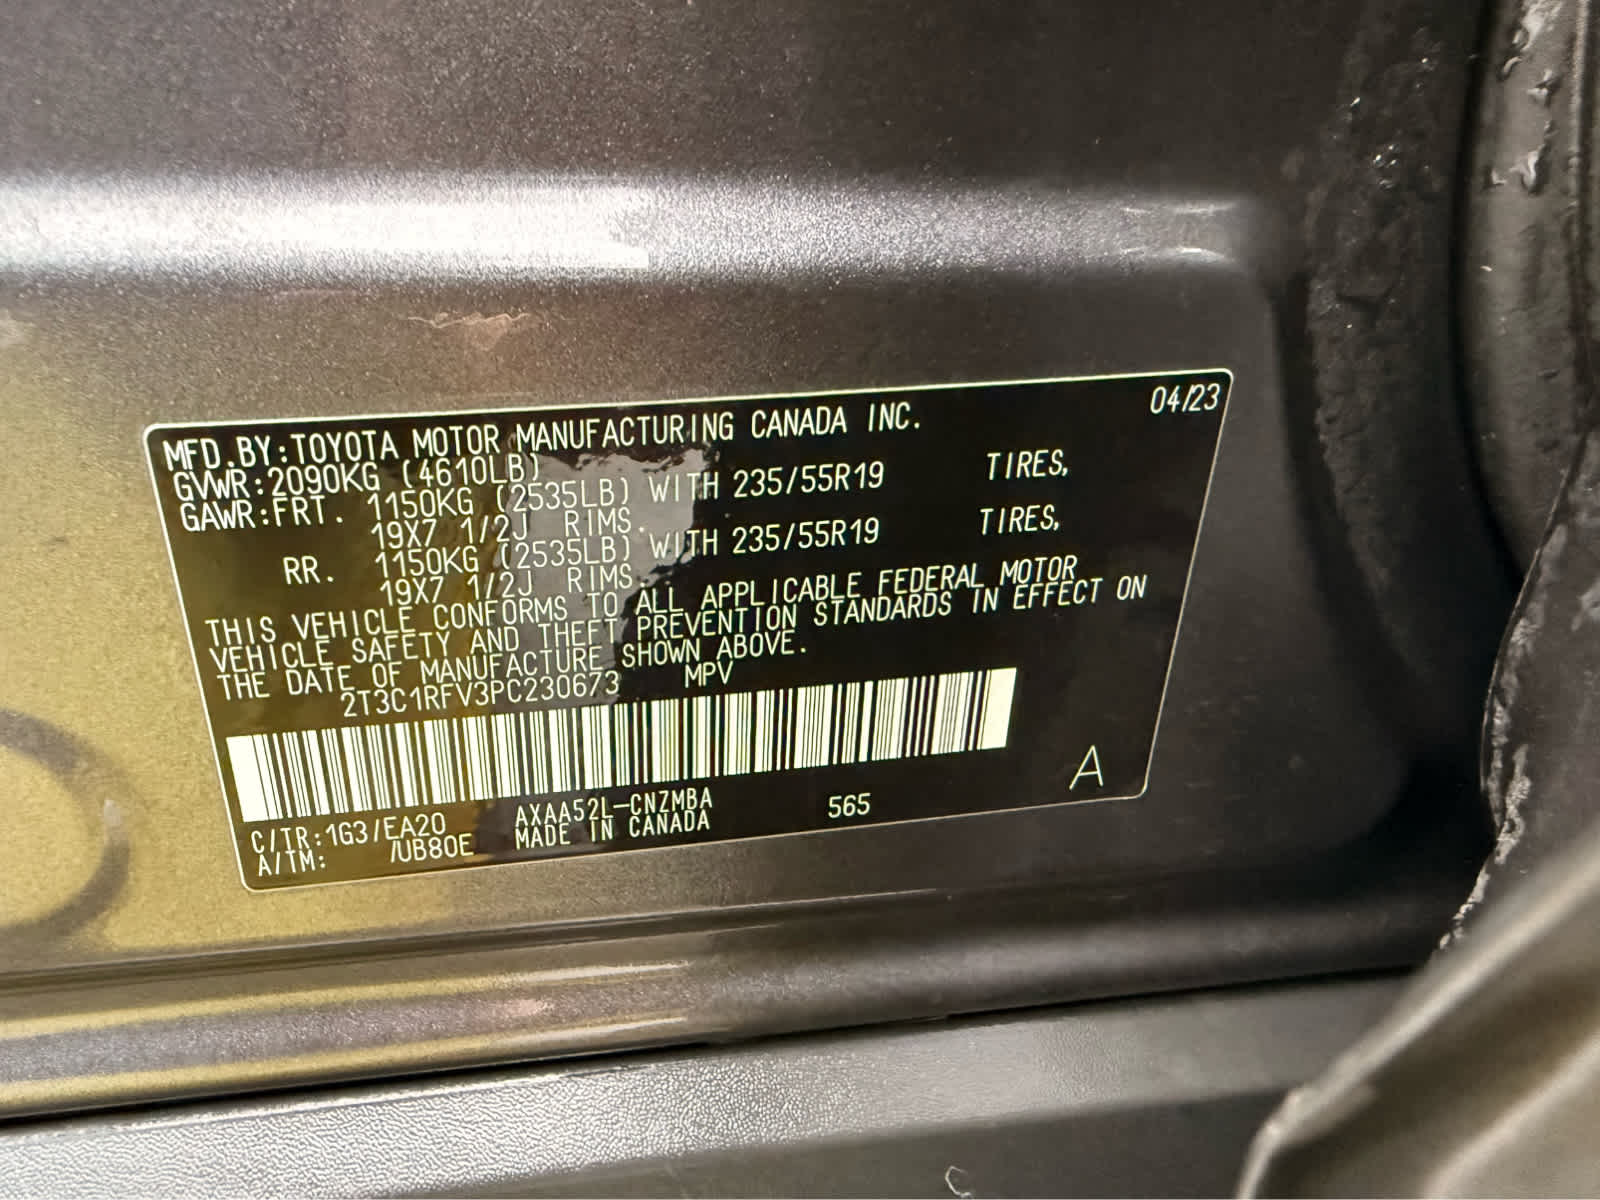 04/23
MFD.BY:TOYOTA MOTOR MANUFACTURING CANADA INC.
GVWR:2090KG (4610LB)
GAWR:FRT. 1150KG (2535LB) WITH 235/55R19 TIRES,
19X7 1/2J RIMS.
RR. 1150KG (2535LB) WITH 235/55R19 TIRES,
19X7 1/2J RIMS.
THIS VEHICLE CONFORMS TO ALL APPLICABLE FEDERAL MOTOR
VEHICLE SAFETY AND THEFT PREVENTION STANDARDS IN EFFECT ON
THE DATE OF MANUFACTURE SHOWN ABOVE.
2T3C1RFV3PC230673 MPV
C/TR:1G3/EA20 AXAA52L-CNZMBA 565 A
A/TM: /UB80E MADE IN CANADA